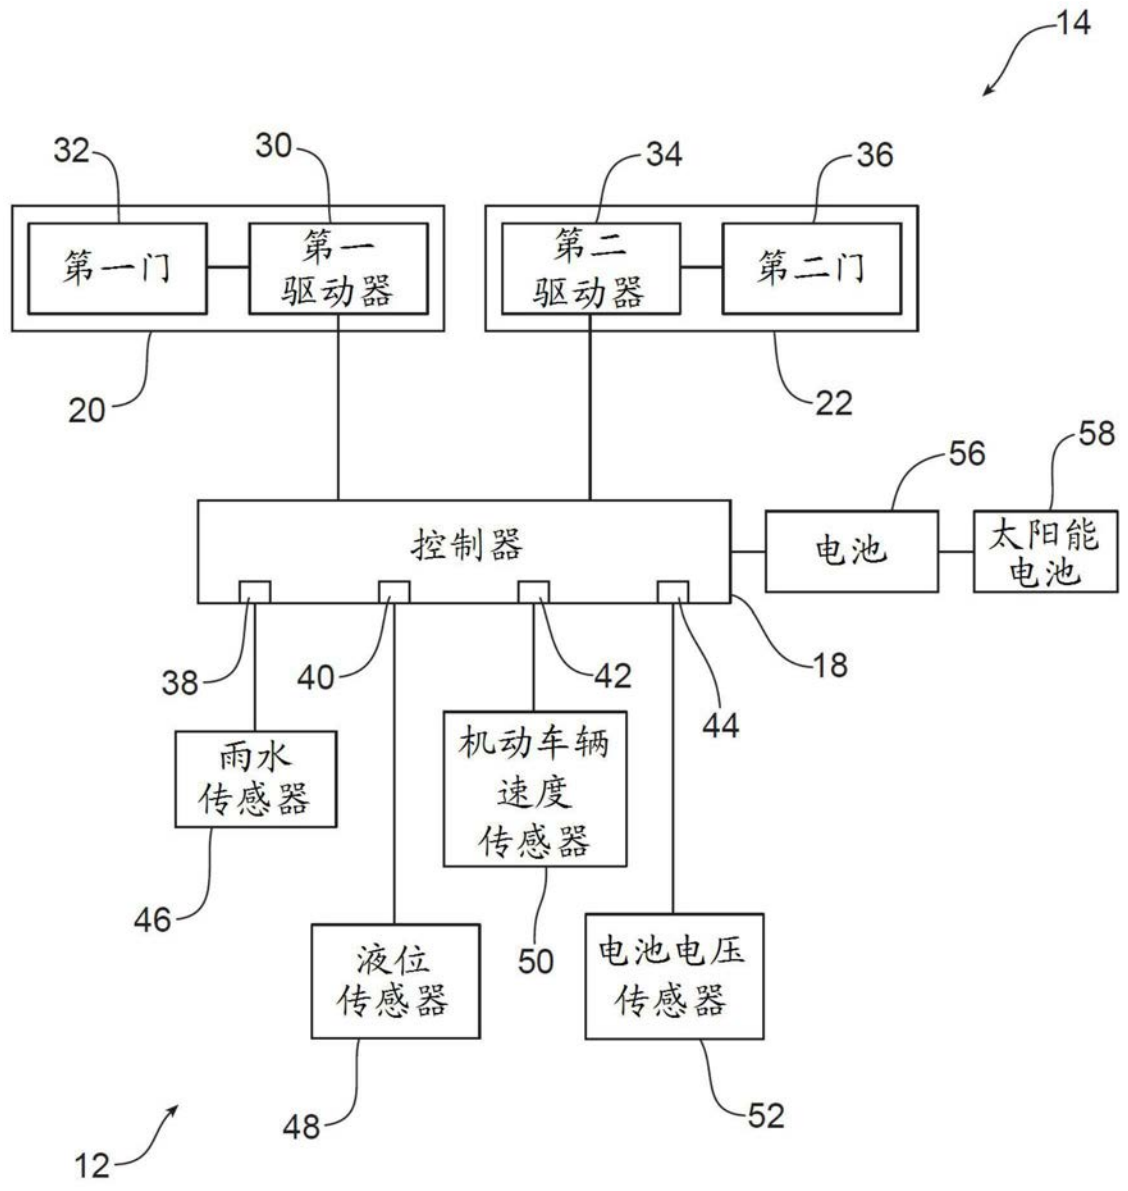 14
32
30
34
36
第一门
第一
驱动器
第二
驱动器
第二门
20
22
56
58
控制器
电池
太阳能
电池
38
40
42
44
18
雨水
传感器
机动车辆
速度
传感器
46
50
液位
传感器
电池电压
传感器
48
52
12